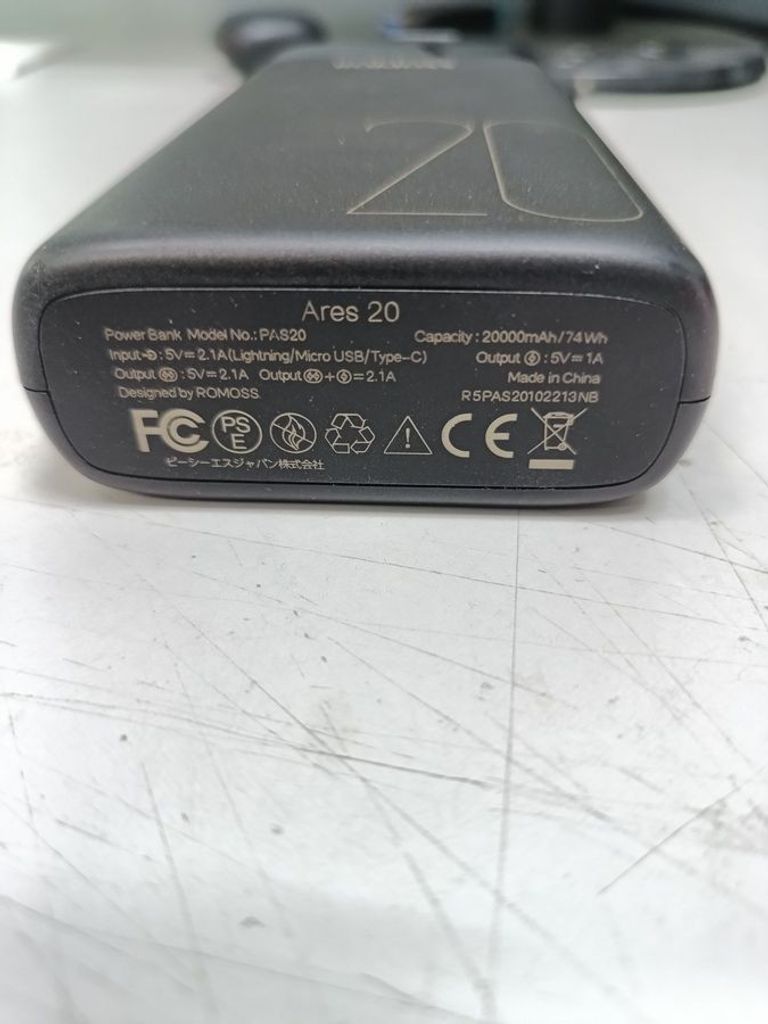 20
Ares 20
Power Bank Model No.: PAS20 Capacity : 20000mAh/74Wh
Input : 5V=2.1A(Lightning/Micro USB/Type-C) Output : 5V=1A
Output : 5V=2.1A Output + =2.1A Made in China
Designed by ROMOSS R5PAS20102213NB
FC PS E CE
ピーシーエスジャパン株式会社